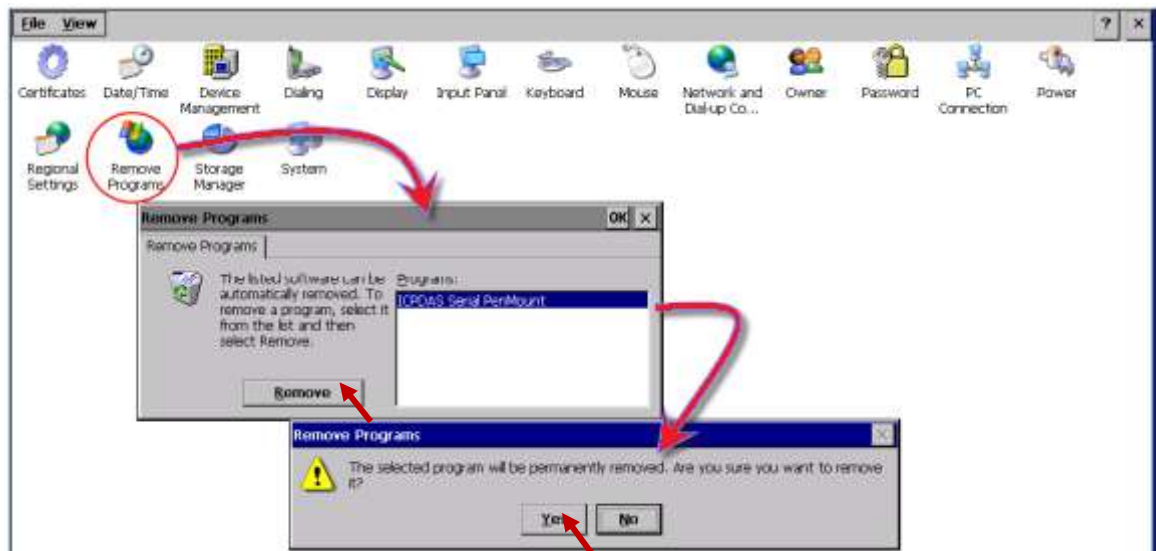 File View ? ×
Certificates Date/Time Device Management Dialing Display Input Panel Keyboard Mouse Network and Dial-up Co... Owner Password PC Connection Power
Regional Settings Remove Programs Storage Manager System
Remove Programs OK ×
Remove Programs
The listed software can be
automatically removed. To
remove a program, select it
from the list and then
select Remove.
Programs:
ICPDAS Serial PenMount
Remove
Remove Programs ×
The selected program will be permanently removed. Are you sure you want to remove
it?
Yes No